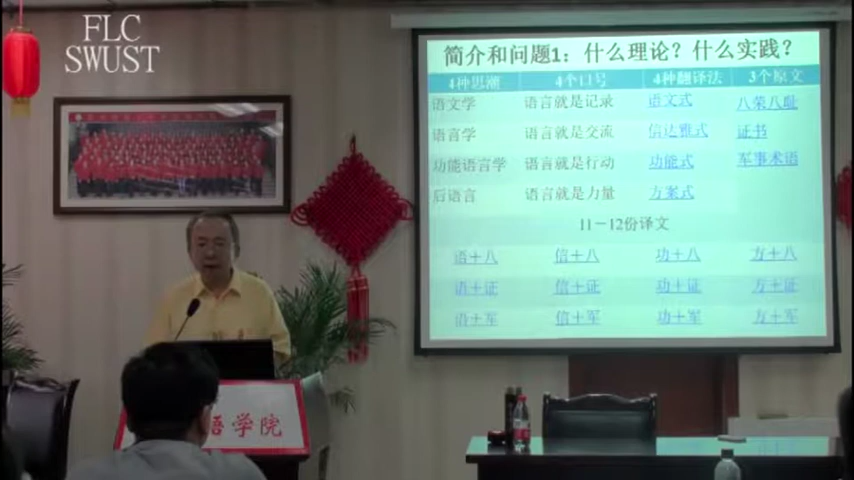 FLC
SWUST
简介和问题1：什么理论？什么实践？
4种思潮 4个口号 4种翻译法 3个原文
语文学 语言就是记录 语文式 八荣八耻
语言学 语言就是交流 信达雅式 证书
功能语言学 语言就是行动 功能式 军事术语
后语言 语言就是力量 方案式
11－12份译文
语＋八 信＋八 功＋八 方＋八
语＋证 信＋证 功＋证 方＋证
语＋军 信＋军 功＋军 方＋军
语学院